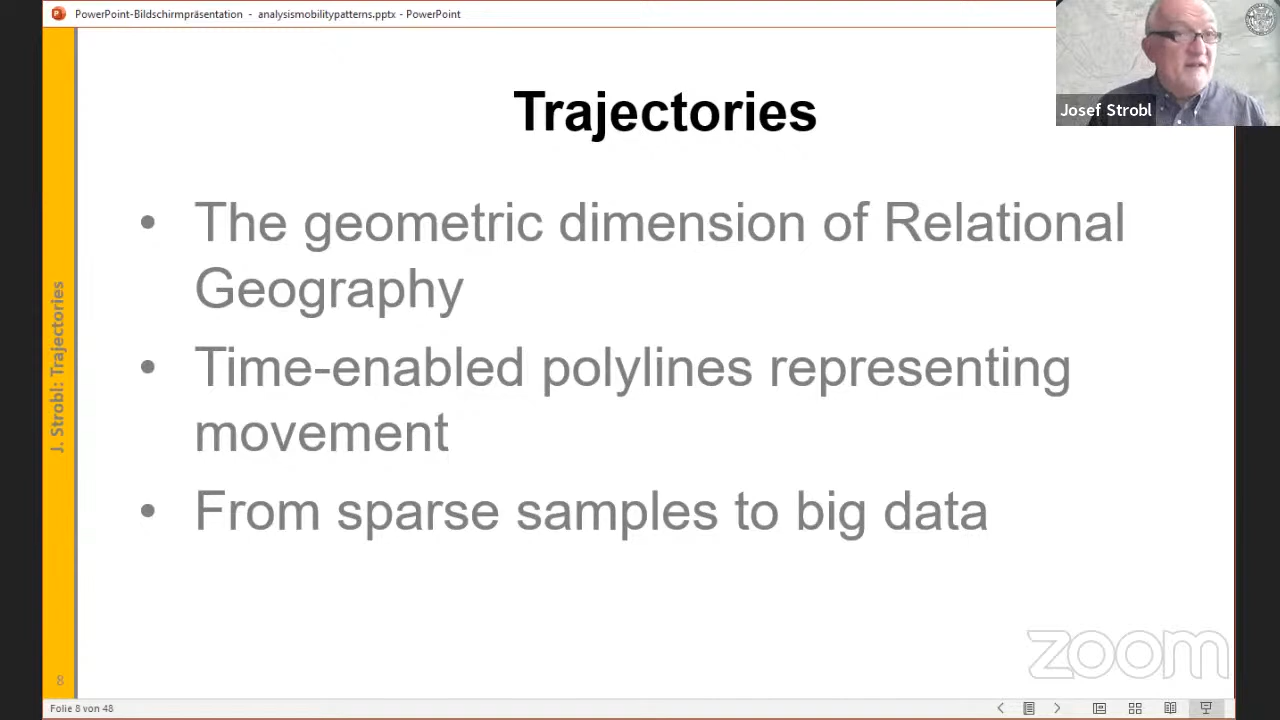 PowerPoint-Bildschirmpräsentation - analysismobilitypatterns.pptx - PowerPoint
Josef Strobl
Trajectories
• The geometric dimension of Relational
Geography
• Time-enabled polylines representing
movement
• From sparse samples to big data
J. Strobl: Trajectories
zoom
8
Folie 8 von 48